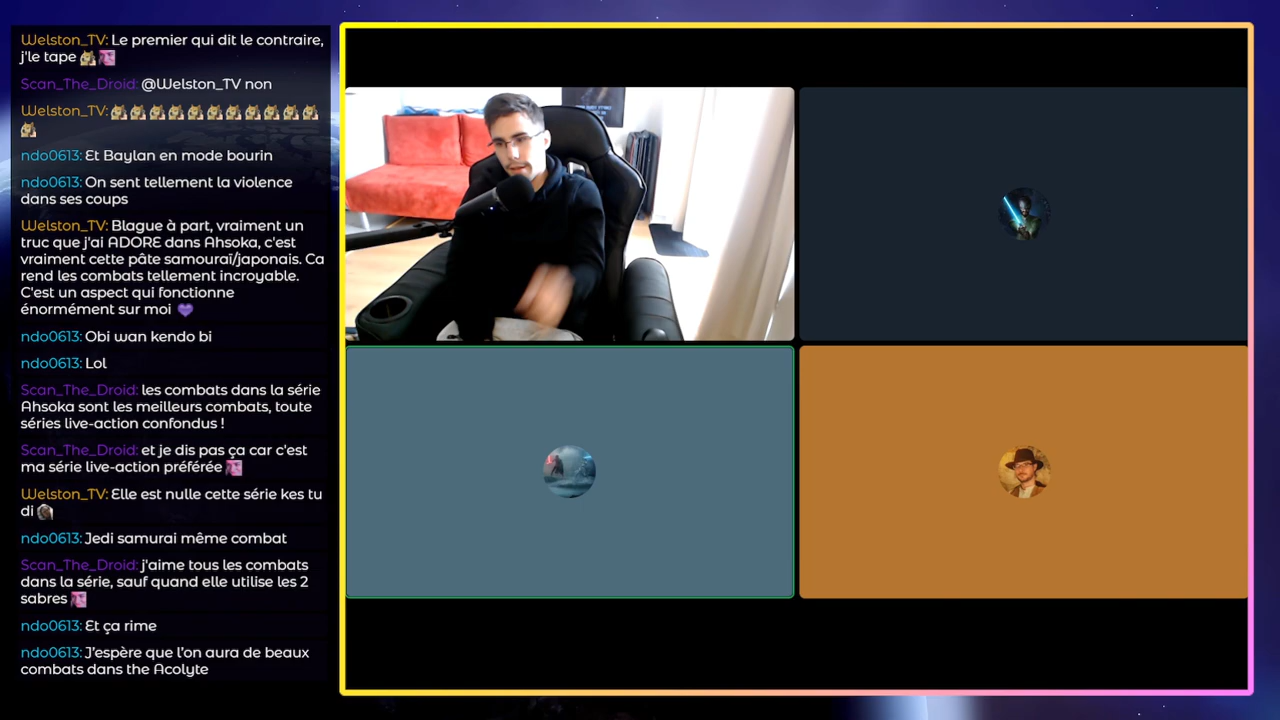 Welston_TV: Le premier qui dit le contraire,
j'le tape
Scan_The_Droid: @Welston_TV non
Welston_TV:
ndo0613: Et Baylan en mode bourin
ndo0613: On sent tellement la violence
dans ses coups
Welston_TV: Blague à part, vraiment un
truc que j'ai ADORE dans Ahsoka, c'est
vraiment cette pâte samouraï/japonais. Ca
rend les combats tellement incroyable.
C'est un aspect qui fonctionne
énormément sur moi
ndo0613: Obi wan kendo bi
ndo0613: Lol
Scan_The_Droid: les combats dans la série
Ahsoka sont les meilleurs combats, toute
séries live-action confondus !
Scan_The_Droid: et je dis pas ça car c'est
ma série live-action préférée
Welston_TV: Elle est nulle cette série kes tu
di
ndo0613: Jedi samurai même combat
Scan_The_Droid: j'aime tous les combats
dans la série, sauf quand elle utilise les 2
sabres
ndo0613: Et ça rime
ndo0613: J'espère que l'on aura de beaux
combats dans the Acolyte